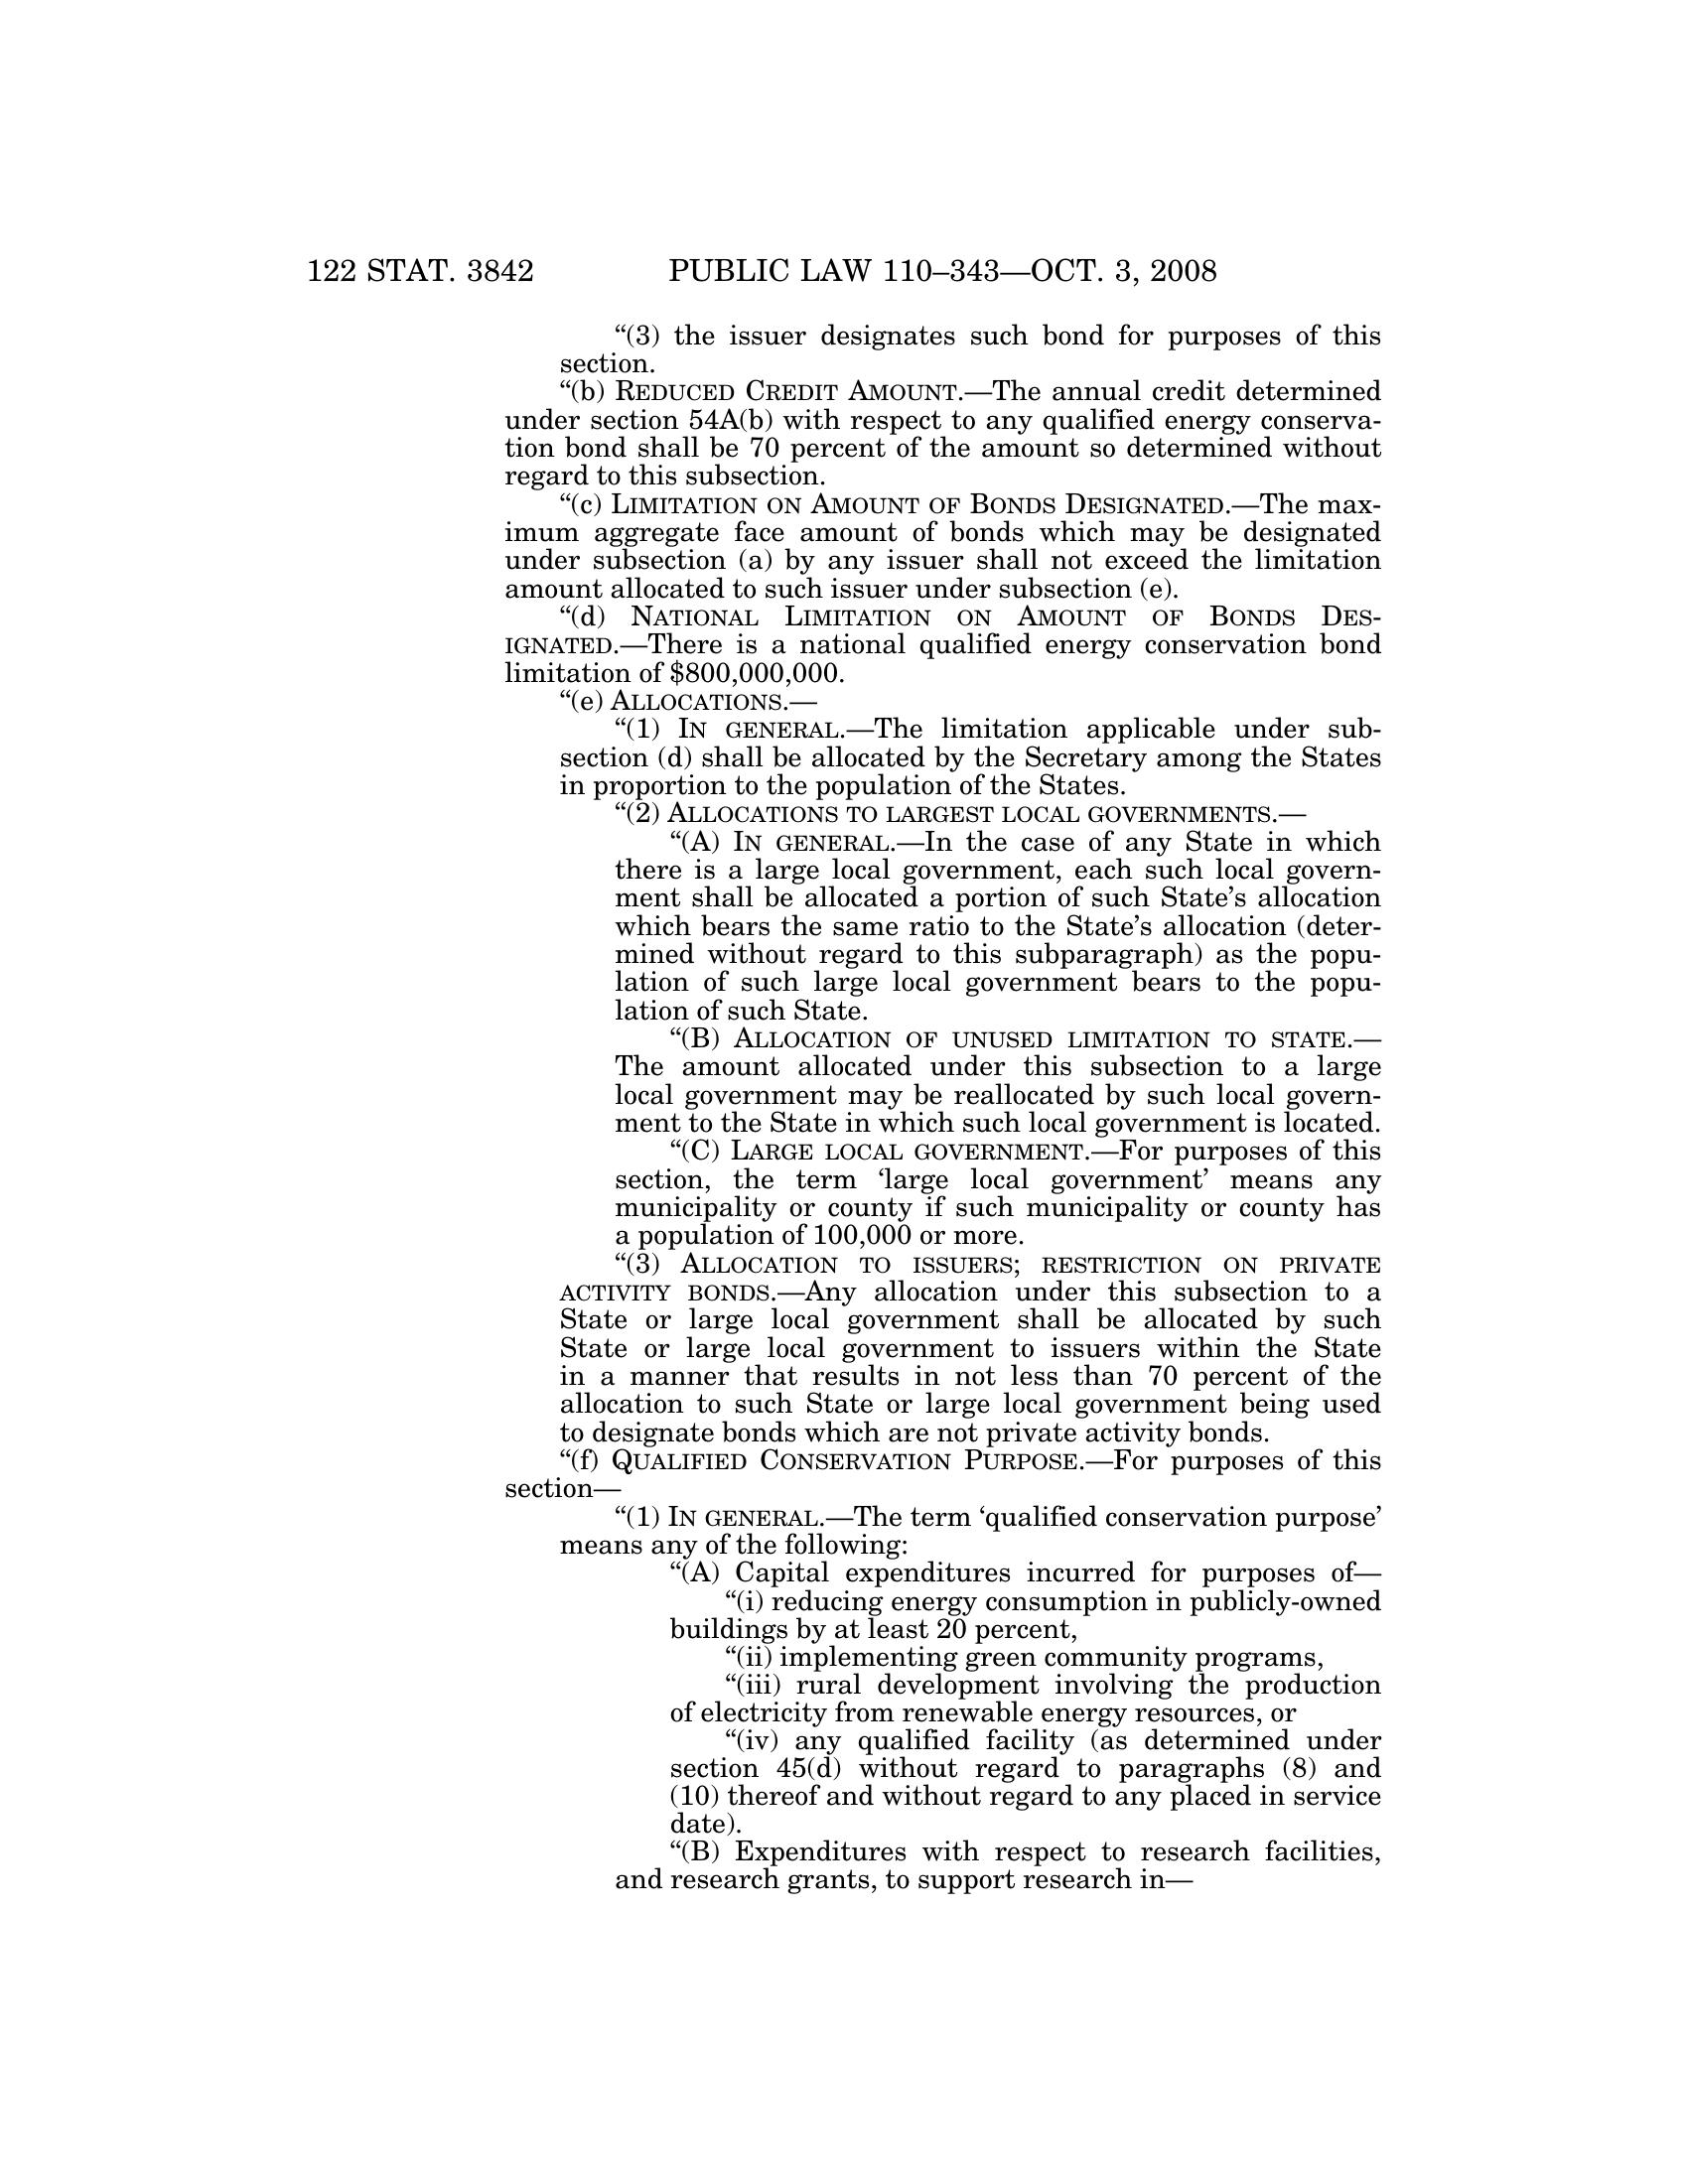 122 STAT. 3842 PUBLIC LAW 110–343—OCT. 3, 2008
“(3) the issuer designates such bond for purposes of this
section.
“(b) REDUCED CREDIT AMOUNT.—The annual credit determined
under section 54A(b) with respect to any qualified energy conserva-
tion bond shall be 70 percent of the amount so determined without
regard to this subsection.
“(c) LIMITATION ON AMOUNT OF BONDS DESIGNATED.—The max-
imum aggregate face amount of bonds which may be designated
under subsection (a) by any issuer shall not exceed the limitation
amount allocated to such issuer under subsection (e).
“(d) NATIONAL LIMITATION ON AMOUNT OF BONDS DES-
IGNATED.—There is a national qualified energy conservation bond
limitation of $800,000,000.
“(e) ALLOCATIONS.—
“(1) IN GENERAL.—The limitation applicable under sub-
section (d) shall be allocated by the Secretary among the States
in proportion to the population of the States.
“(2) ALLOCATIONS TO LARGEST LOCAL GOVERNMENTS.—
“(A) IN GENERAL.—In the case of any State in which
there is a large local government, each such local govern-
ment shall be allocated a portion of such State’s allocation
which bears the same ratio to the State’s allocation (deter-
mined without regard to this subparagraph) as the popu-
lation of such large local government bears to the popu-
lation of such State.
“(B) ALLOCATION OF UNUSED LIMITATION TO STATE.—
The amount allocated under this subsection to a large
local government may be reallocated by such local govern-
ment to the State in which such local government is located.
“(C) LARGE LOCAL GOVERNMENT.—For purposes of this
section, the term ‘large local government’ means any
municipality or county if such municipality or county has
a population of 100,000 or more.
“(3) ALLOCATION TO ISSUERS; RESTRICTION ON PRIVATE
ACTIVITY BONDS.—Any allocation under this subsection to a
State or large local government shall be allocated by such
State or large local government to issuers within the State
in a manner that results in not less than 70 percent of the
allocation to such State or large local government being used
to designate bonds which are not private activity bonds.
“(f) QUALIFIED CONSERVATION PURPOSE.—For purposes of this
section—
“(1) IN GENERAL.—The term ‘qualified conservation purpose’
means any of the following:
“(A) Capital expenditures incurred for purposes of—
“(i) reducing energy consumption in publicly-owned
buildings by at least 20 percent,
“(ii) implementing green community programs,
“(iii) rural development involving the production
of electricity from renewable energy resources, or
“(iv) any qualified facility (as determined under
section 45(d) without regard to paragraphs (8) and
(10) thereof and without regard to any placed in service
date).
“(B) Expenditures with respect to research facilities,
and research grants, to support research in—